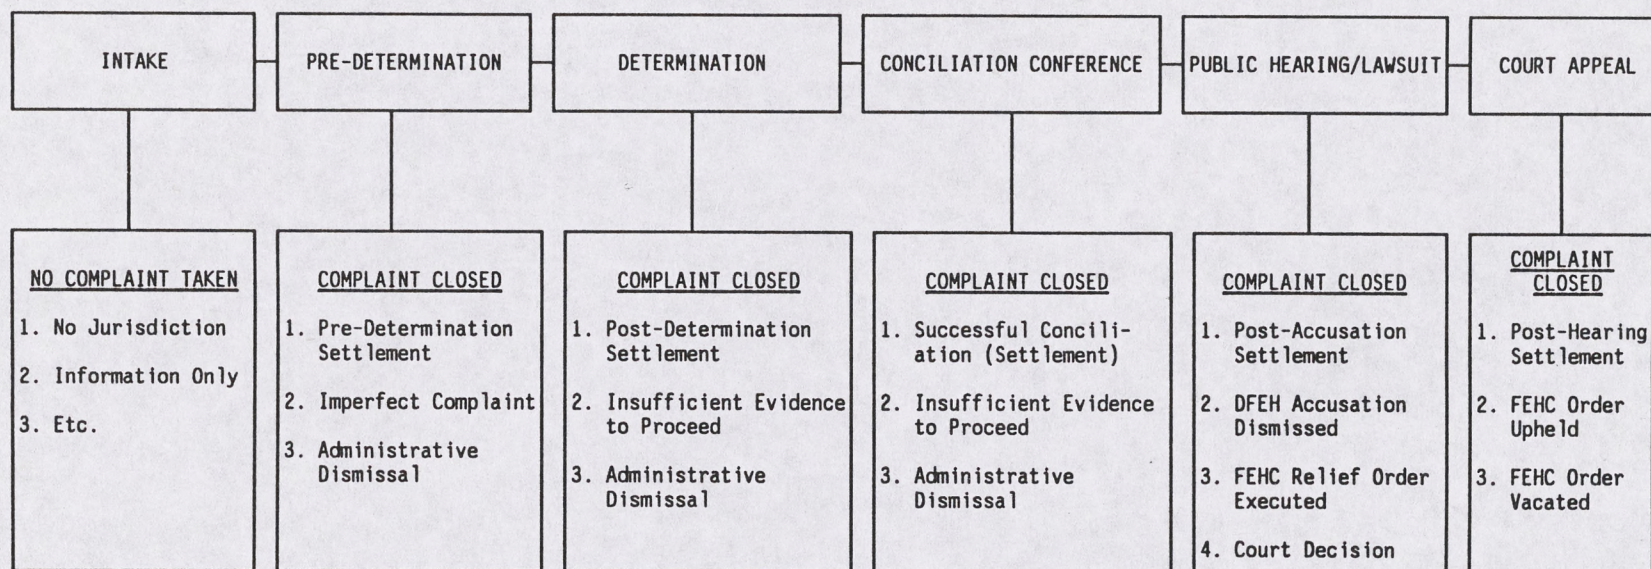 INTAKE
PRE-DETERMINATION
DETERMINATION
CONCILIATION CONFERENCE
PUBLIC HEARING/LAWSUIT
COURT APPEAL
NO COMPLAINT TAKEN
1. No Jurisdiction
2. Information Only
3. Etc.
COMPLAINT CLOSED
1. Pre-Determination
Settlement
2. Imperfect Complaint
3. Administrative
Dismissal
COMPLAINT CLOSED
1. Post-Determination
Settlement
2. Insufficient Evidence
to Proceed
3. Administrative
Dismissal
COMPLAINT CLOSED
1. Successful Concili-
ation (Settlement)
2. Insufficient Evidence
to Proceed
3. Administrative
Dismissal
COMPLAINT CLOSED
1. Post-Accusation
Settlement
2. DFEH Accusation
Dismissed
3. FEHC Relief Order
Executed
4. Court Decision
COMPLAINT
CLOSED
1. Post-Hearing
Settlement
2. FEHC Order
Upheld
3. FEHC Order
Vacated